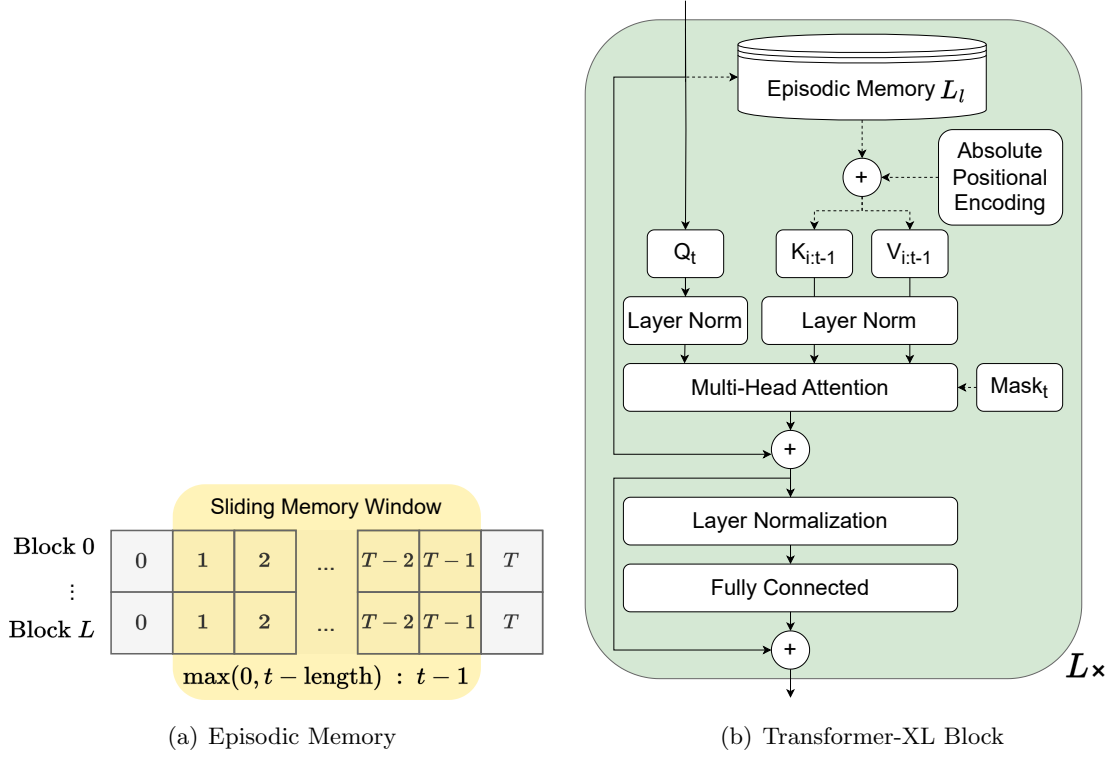 Sliding Memory Window
Block 0
0 1 2 ... T − 2 T − 1 T
⋮
Block L
0 1 2 ... T − 2 T − 1 T
max(0, t − length) : t − 1
(a) Episodic Memory
Episodic Memory L_l
Absolute
Positional
Encoding
+
Q_t
K_{i:t-1}
V_{i:t-1}
Layer Norm
Layer Norm
Multi-Head Attention
Mask_t
+
Layer Normalization
Fully Connected
+
L×
(b) Transformer-XL Block